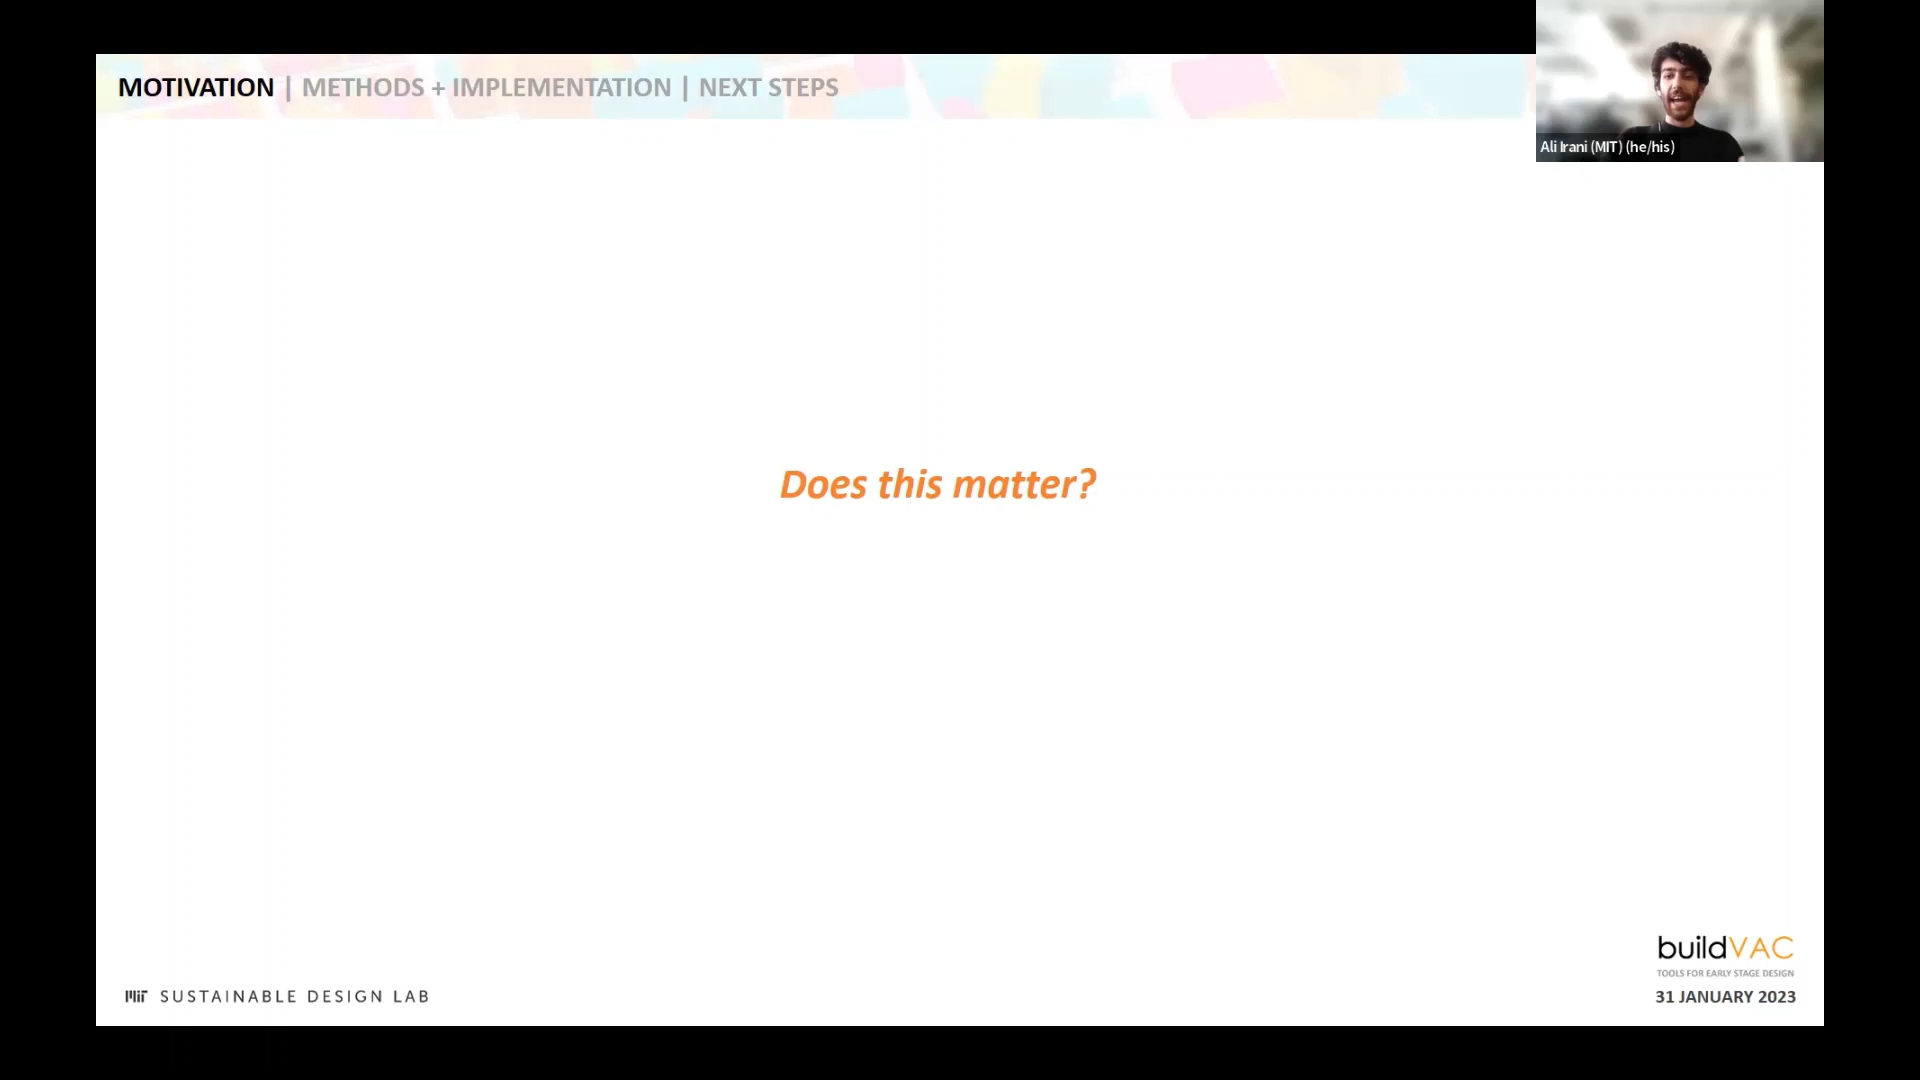 MOTIVATION | METHODS + IMPLEMENTATION | NEXT STEPS
Ali Irani (MIT) (he/his)
Does this matter?
buildVAC
TOOLS FOR EARLY STAGE DESIGN
MIT SUSTAINABLE DESIGN LAB
31 JANUARY 2023